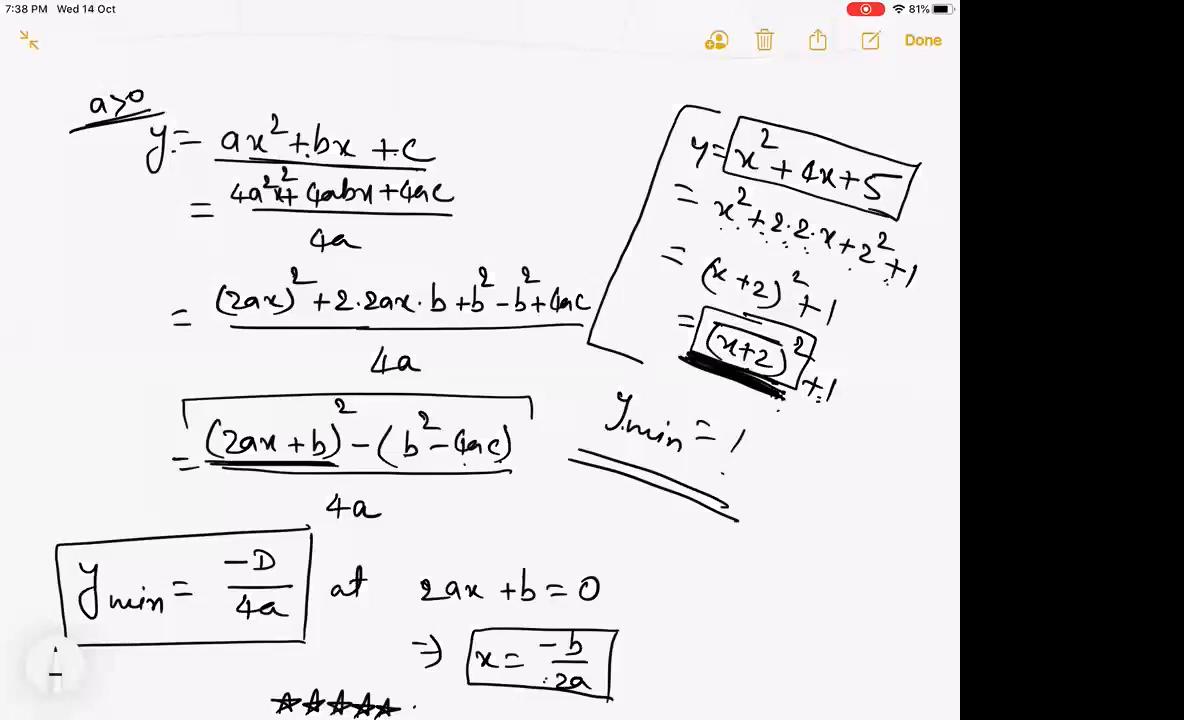 7:38 PM Wed 14 Oct
81%
Done
a>0
y = ax² + bx + c
= 4a²x² + 4abx + 4ac / 4a
= (2ax)² + 2·2ax·b + b² - b² + 4ac / 4a
= (2ax + b)² - (b² - 4ac) / 4a
y min = -D / 4a at 2ax + b = 0
⇒ x = -b / 2a
y = x² + 4x + 5
= x² + 2·2·x + 2² + 1
= (x+2)² + 1
= (x+2)² + 1
y min = 1